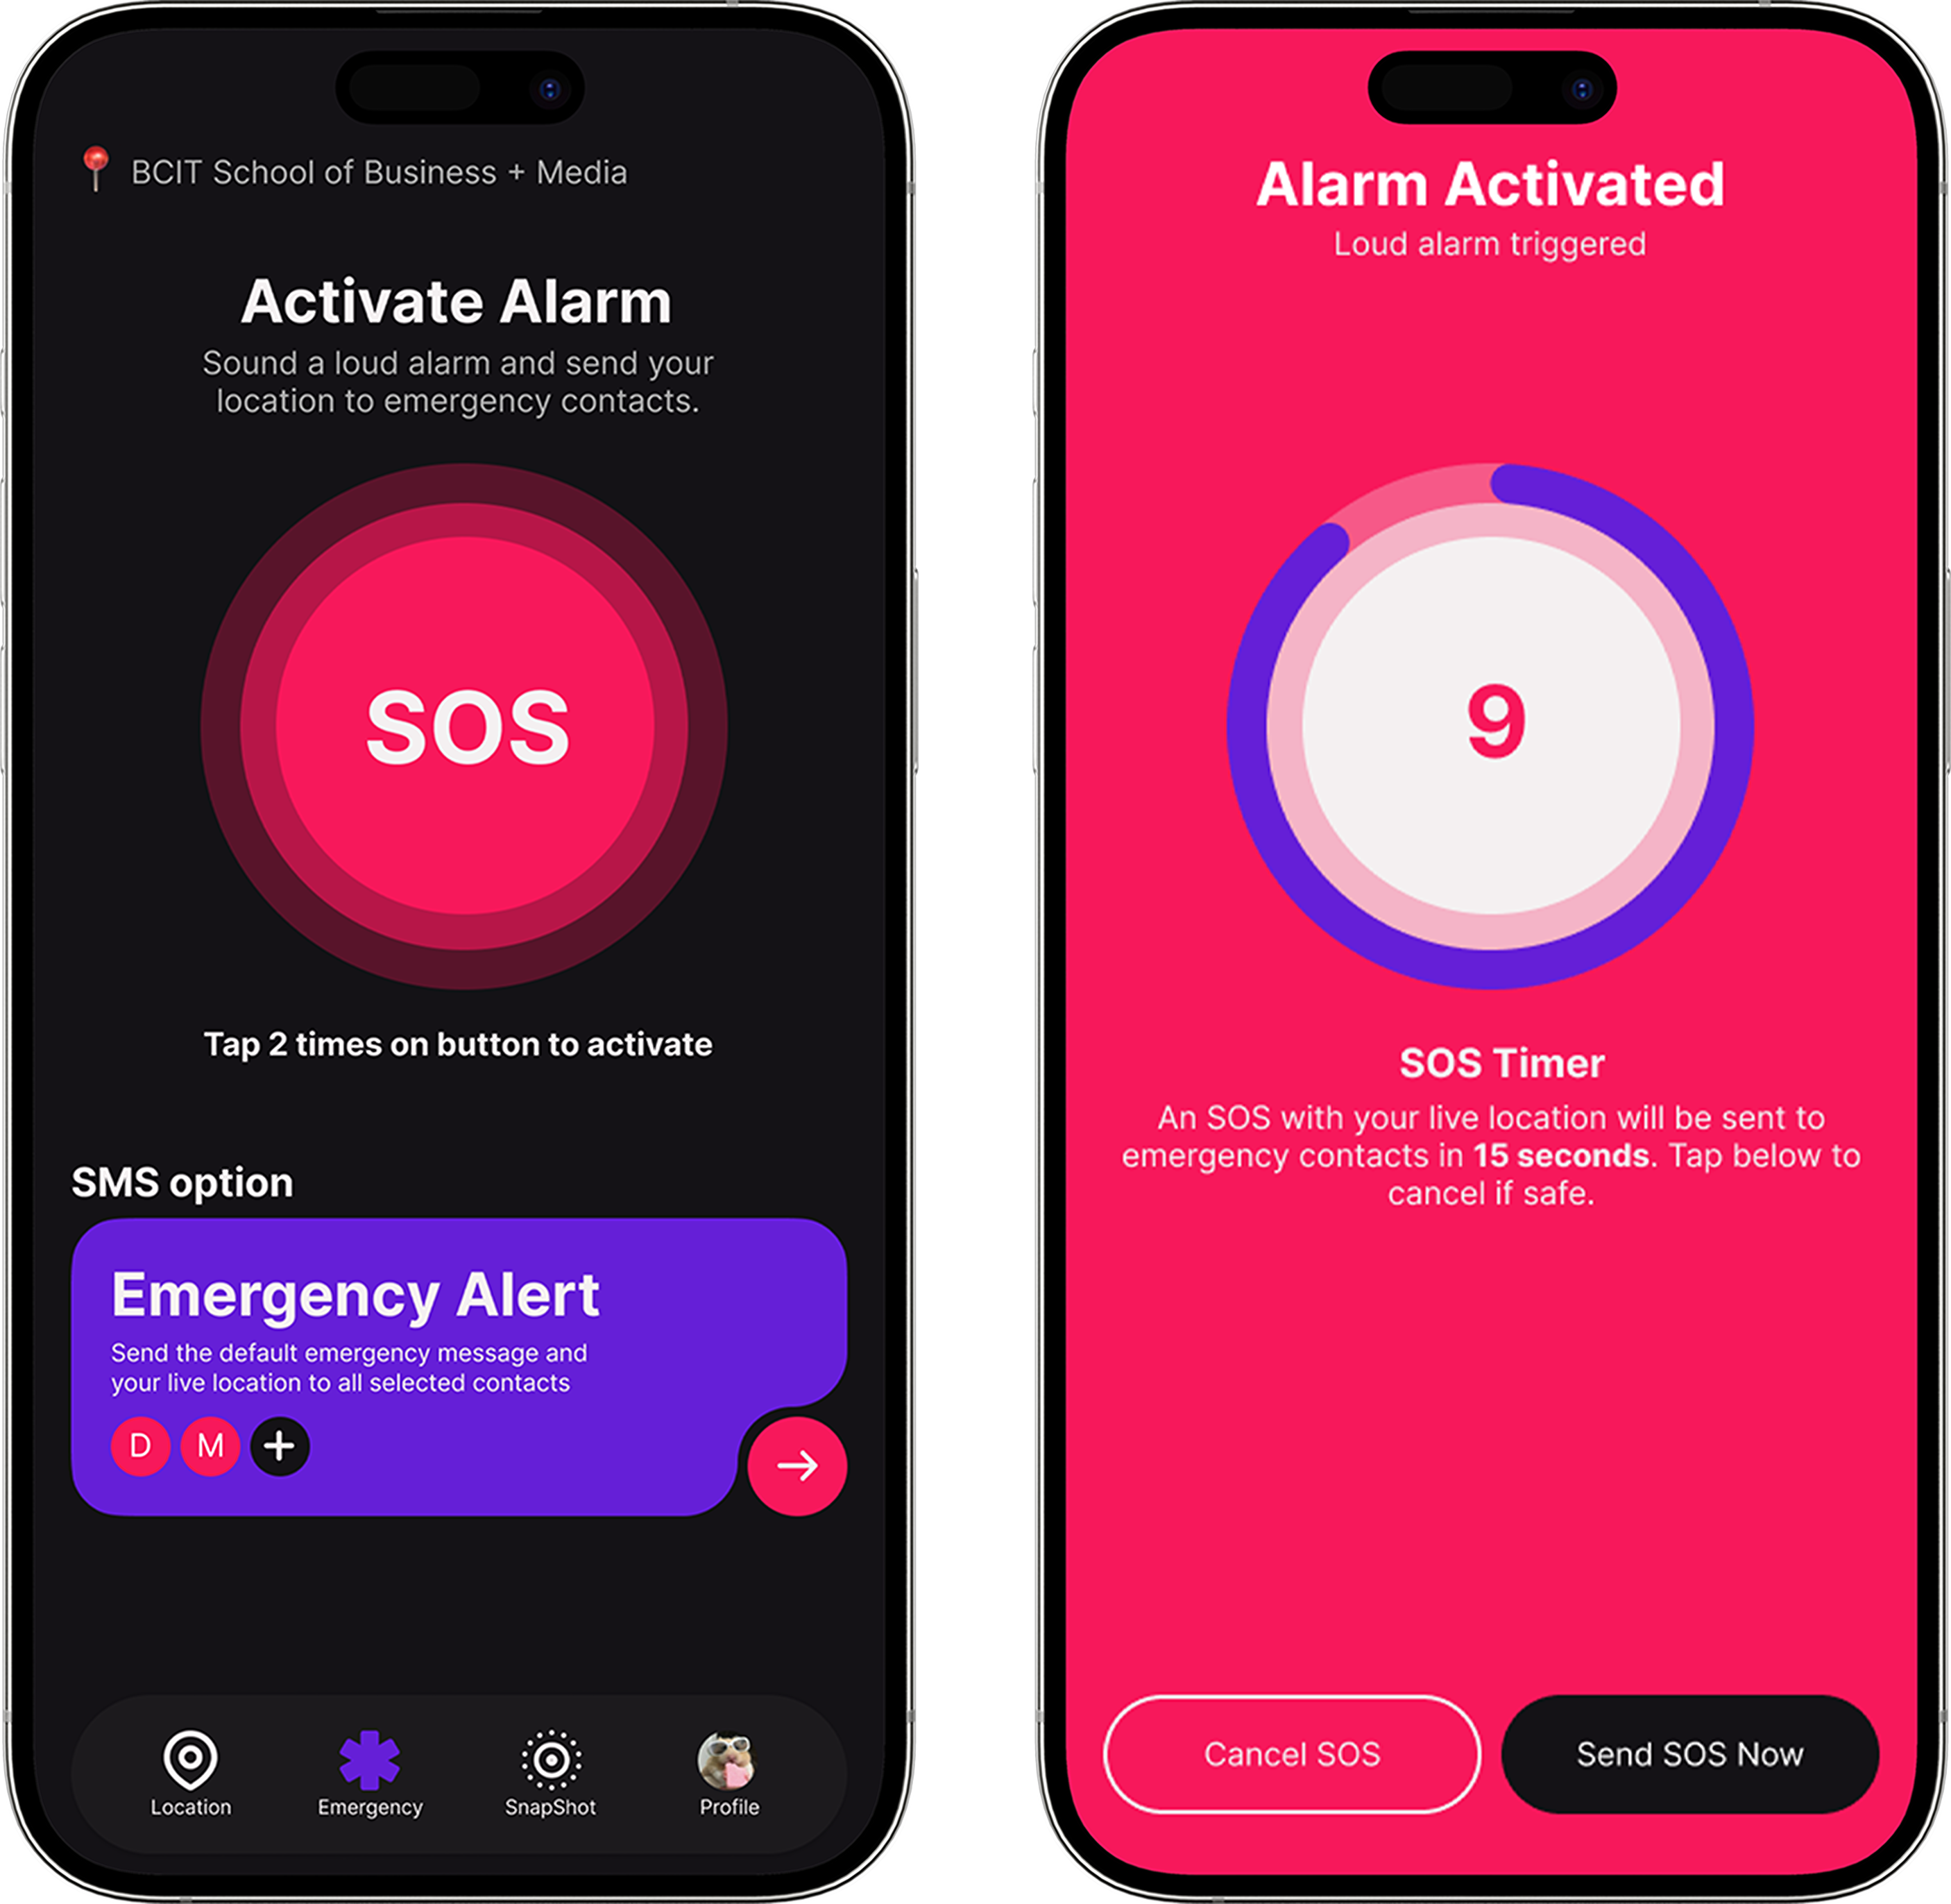 BCIT School of Business + Media
Activate Alarm
Sound a loud alarm and send your
location to emergency contacts.
SOS
Tap 2 times on button to activate
SMS option
Emergency Alert
Send the default emergency message and
your live location to all selected contacts
D M +
Location Emergency SnapShot Profile
Alarm Activated
Loud alarm triggered
9
SOS Timer
An SOS with your live location will be sent to
emergency contacts in 15 seconds. Tap below to
cancel if safe.
Cancel SOS Send SOS Now